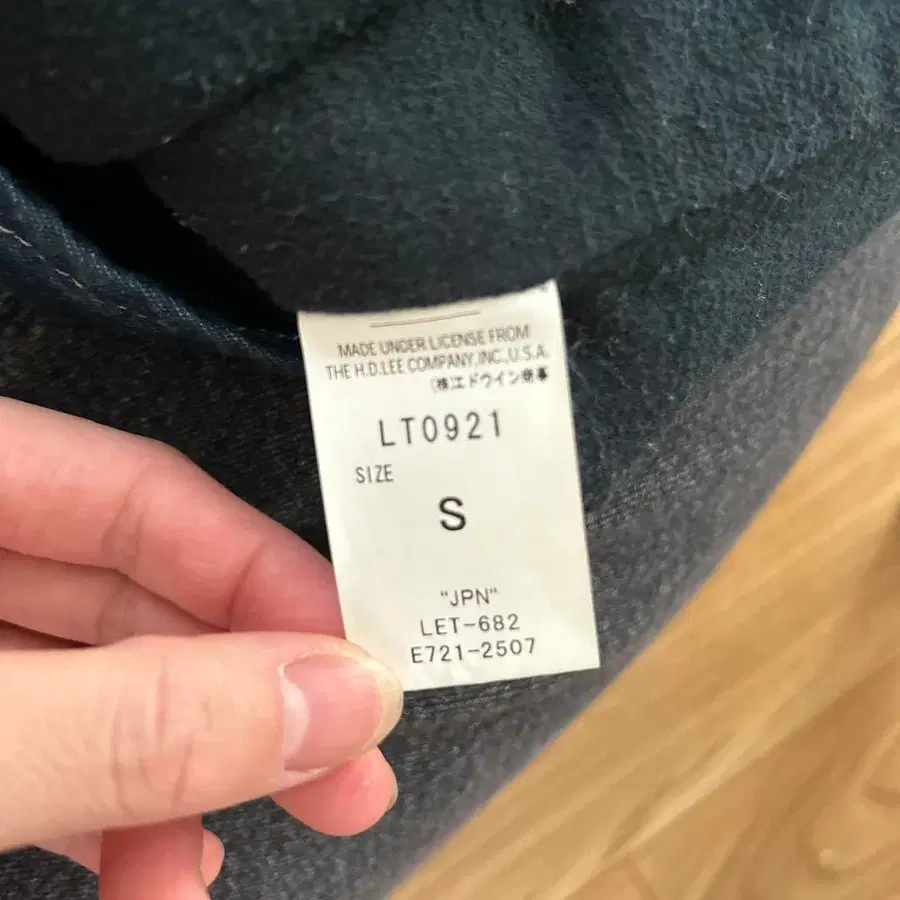 MADE UNDER LICENSE FROM
THE H.D.LEE COMPANY,INC.,U.S.A.
(株)エドウイン商事
LT0921
SIZE
S
"JPN"
LET-682
E721-2507